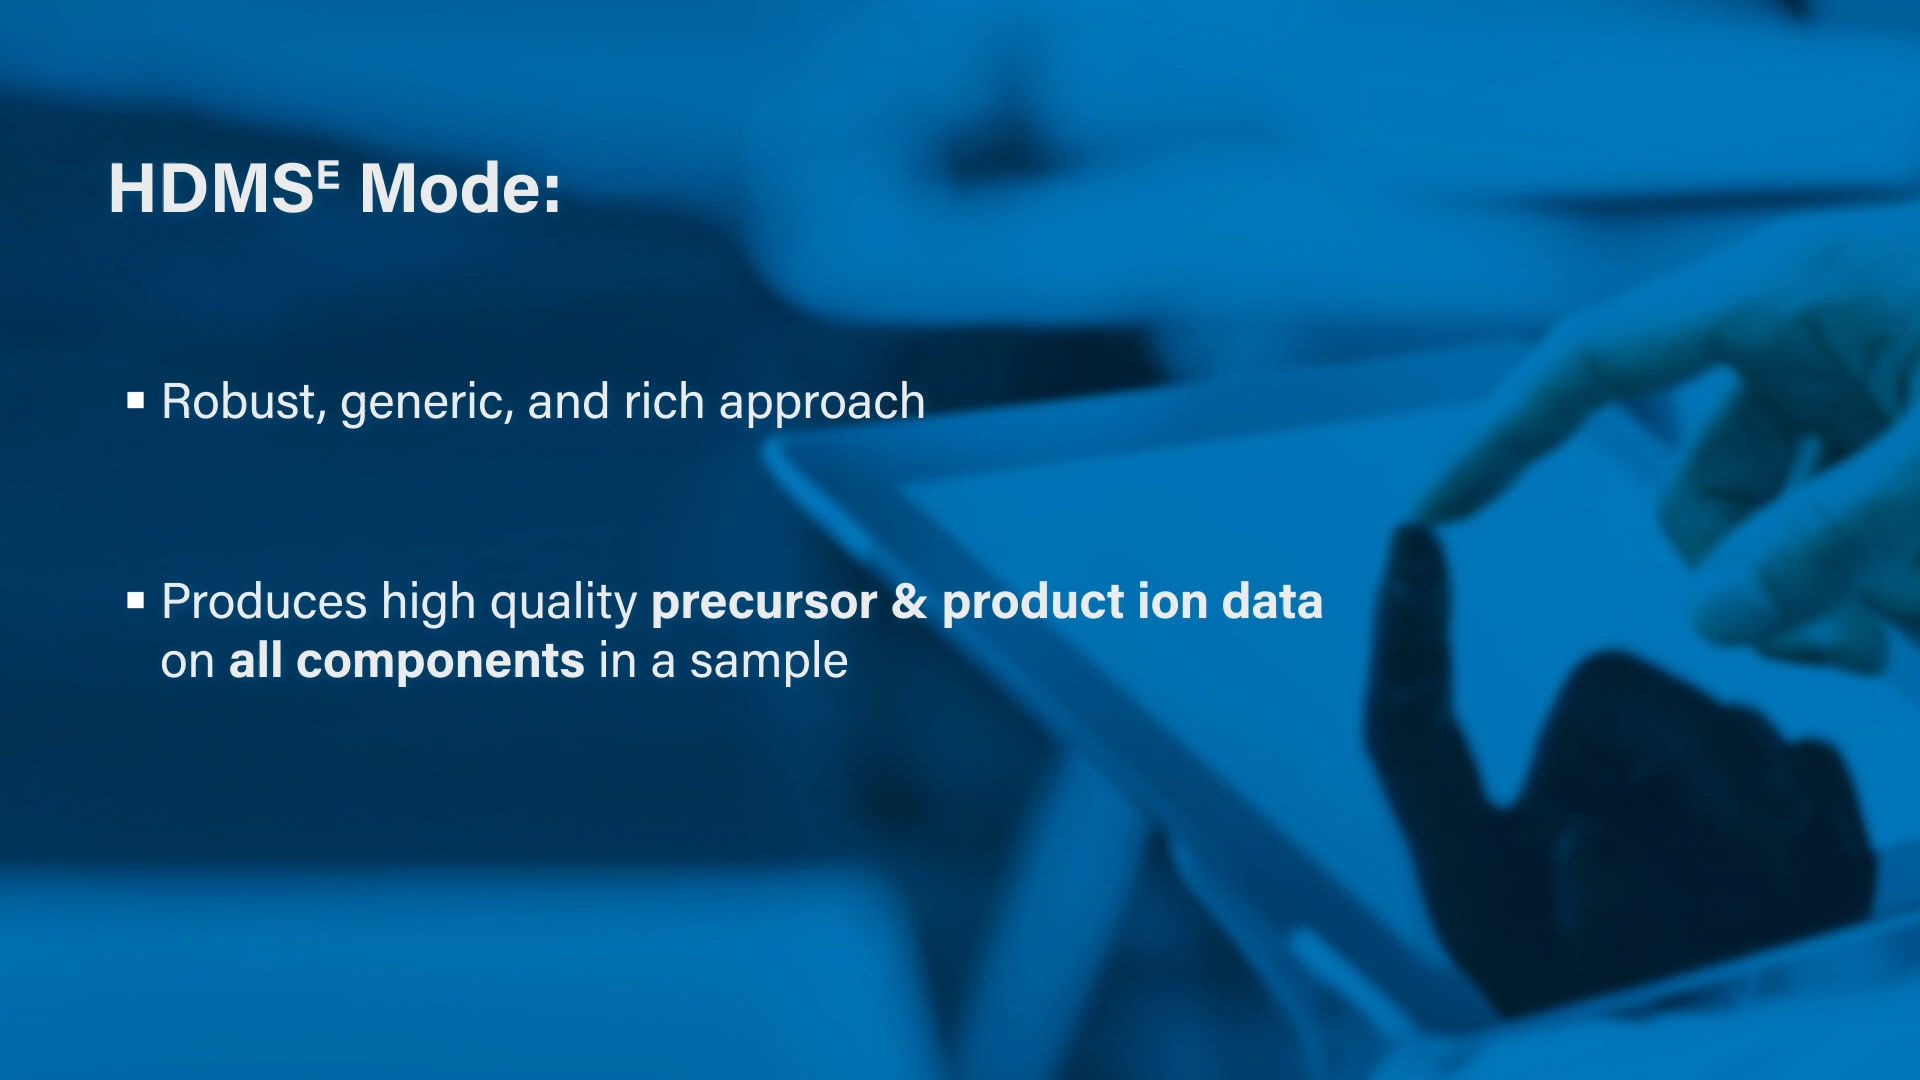 HDMSᴱ Mode:
▪ Robust, generic, and rich approach
▪ Produces high quality precursor & product ion data
on all components in a sample